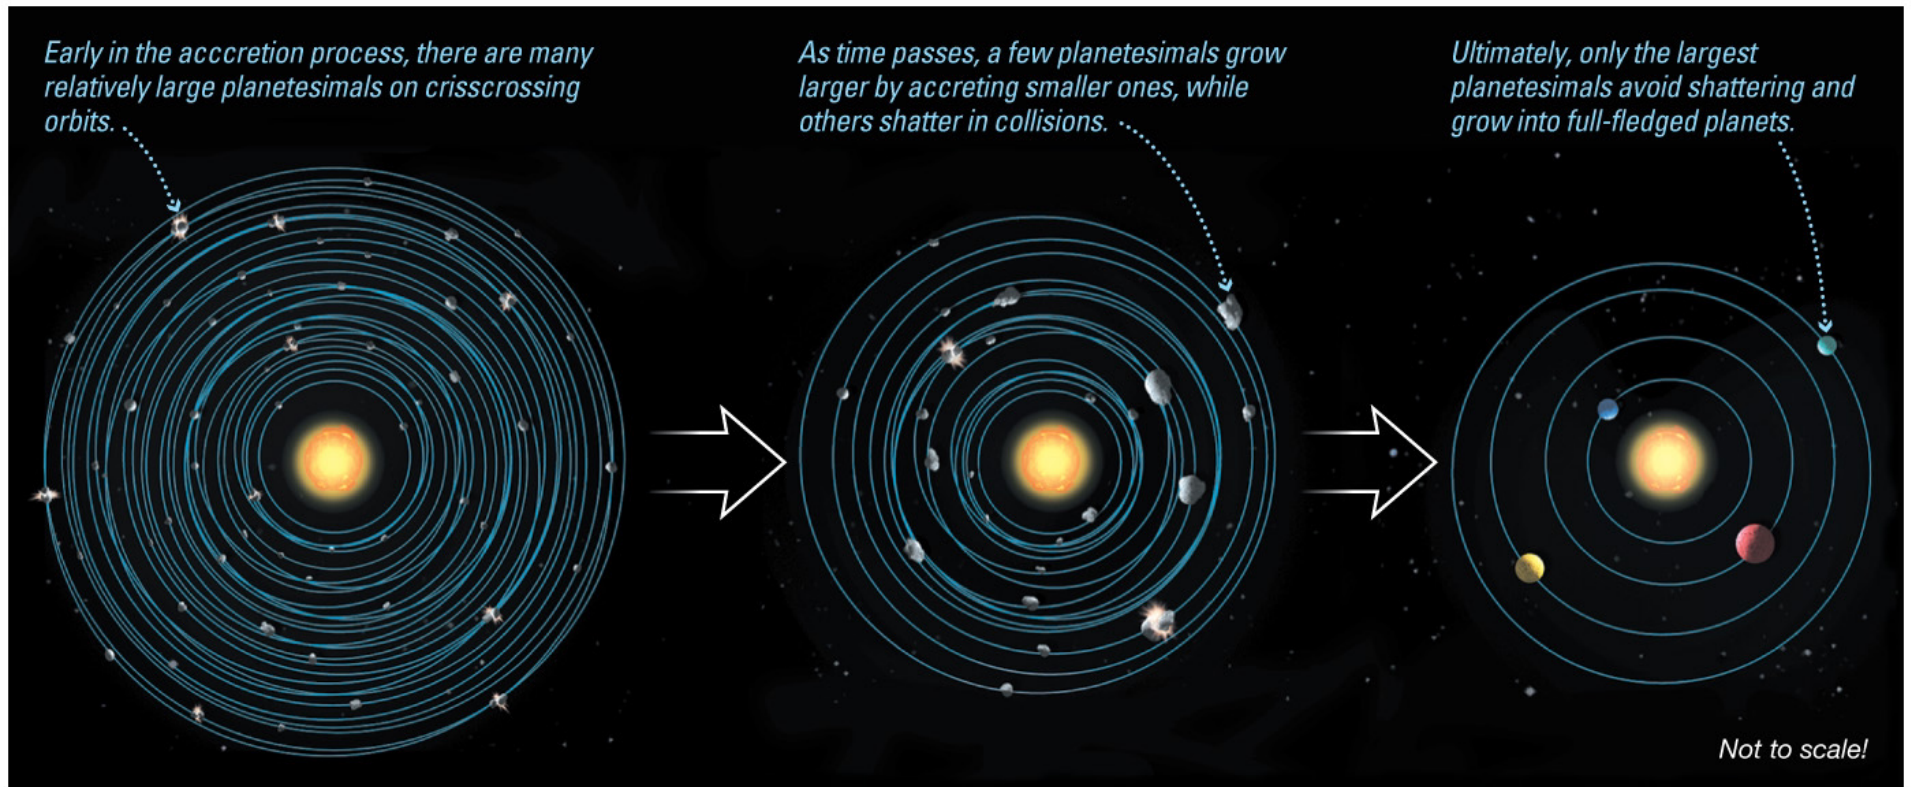 Early in the acccretion process, there are many
relatively large planetesimals on crisscrossing
orbits.
As time passes, a few planetesimals grow
larger by accreting smaller ones, while
others shatter in collisions.
Ultimately, only the largest
planetesimals avoid shattering and
grow into full-fledged planets.
Not to scale!